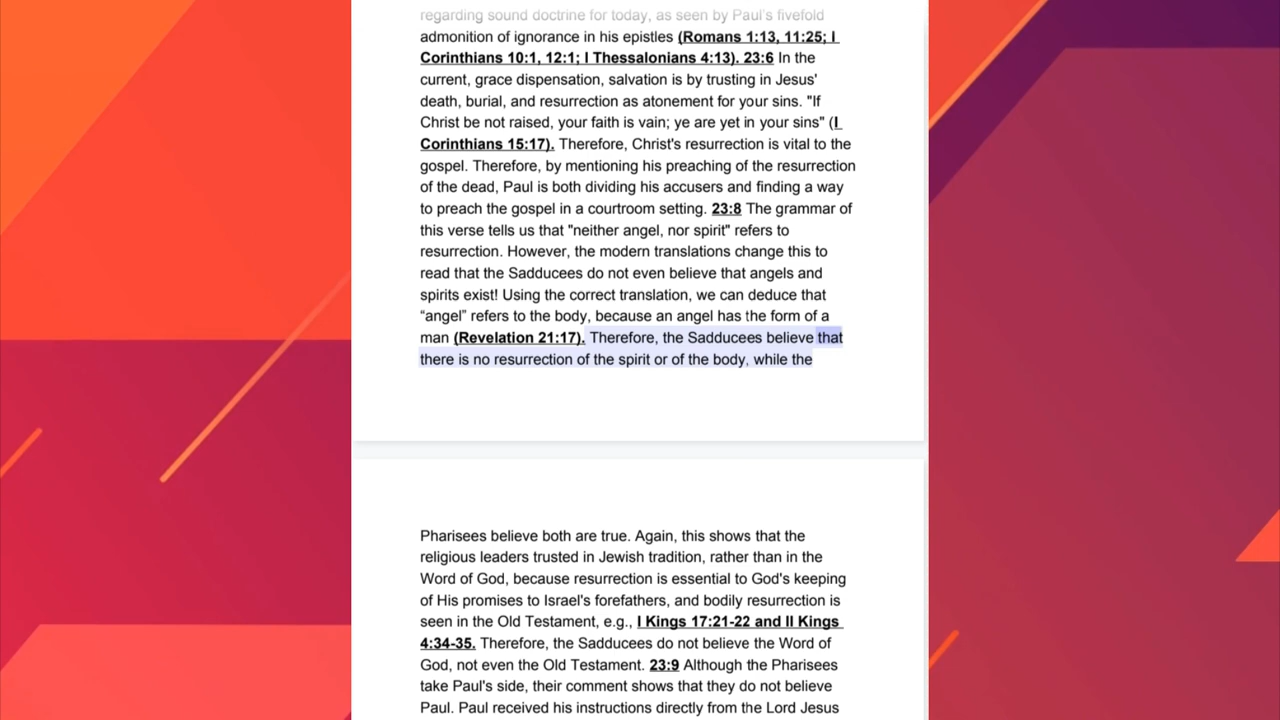 regarding sound doctrine for today, as seen by Paul's fivefold
admonition of ignorance in his epistles (Romans 1:13, 11:25; I
Corinthians 10:1, 12:1; I Thessalonians 4:13). 23:6 In the
current, grace dispensation, salvation is by trusting in Jesus'
death, burial, and resurrection as atonement for your sins. "If
Christ be not raised, your faith is vain; ye are yet in your sins" (I
Corinthians 15:17). Therefore, Christ's resurrection is vital to the
gospel. Therefore, by mentioning his preaching of the resurrection
of the dead, Paul is both dividing his accusers and finding a way
to preach the gospel in a courtroom setting. 23:8 The grammar of
this verse tells us that "neither angel, nor spirit" refers to
resurrection. However, the modern translations change this to
read that the Sadducees do not even believe that angels and
spirits exist! Using the correct translation, we can deduce that
“angel” refers to the body, because an angel has the form of a
man (Revelation 21:17). Therefore, the Sadducees believe that
there is no resurrection of the spirit or of the body, while the
Pharisees believe both are true. Again, this shows that the
religious leaders trusted in Jewish tradition, rather than in the
Word of God, because resurrection is essential to God's keeping
of His promises to Israel's forefathers, and bodily resurrection is
seen in the Old Testament, e.g., I Kings 17:21-22 and II Kings
4:34-35. Therefore, the Sadducees do not believe the Word of
God, not even the Old Testament. 23:9 Although the Pharisees
take Paul's side, their comment shows that they do not believe
Paul. Paul received his instructions directly from the Lord Jesus